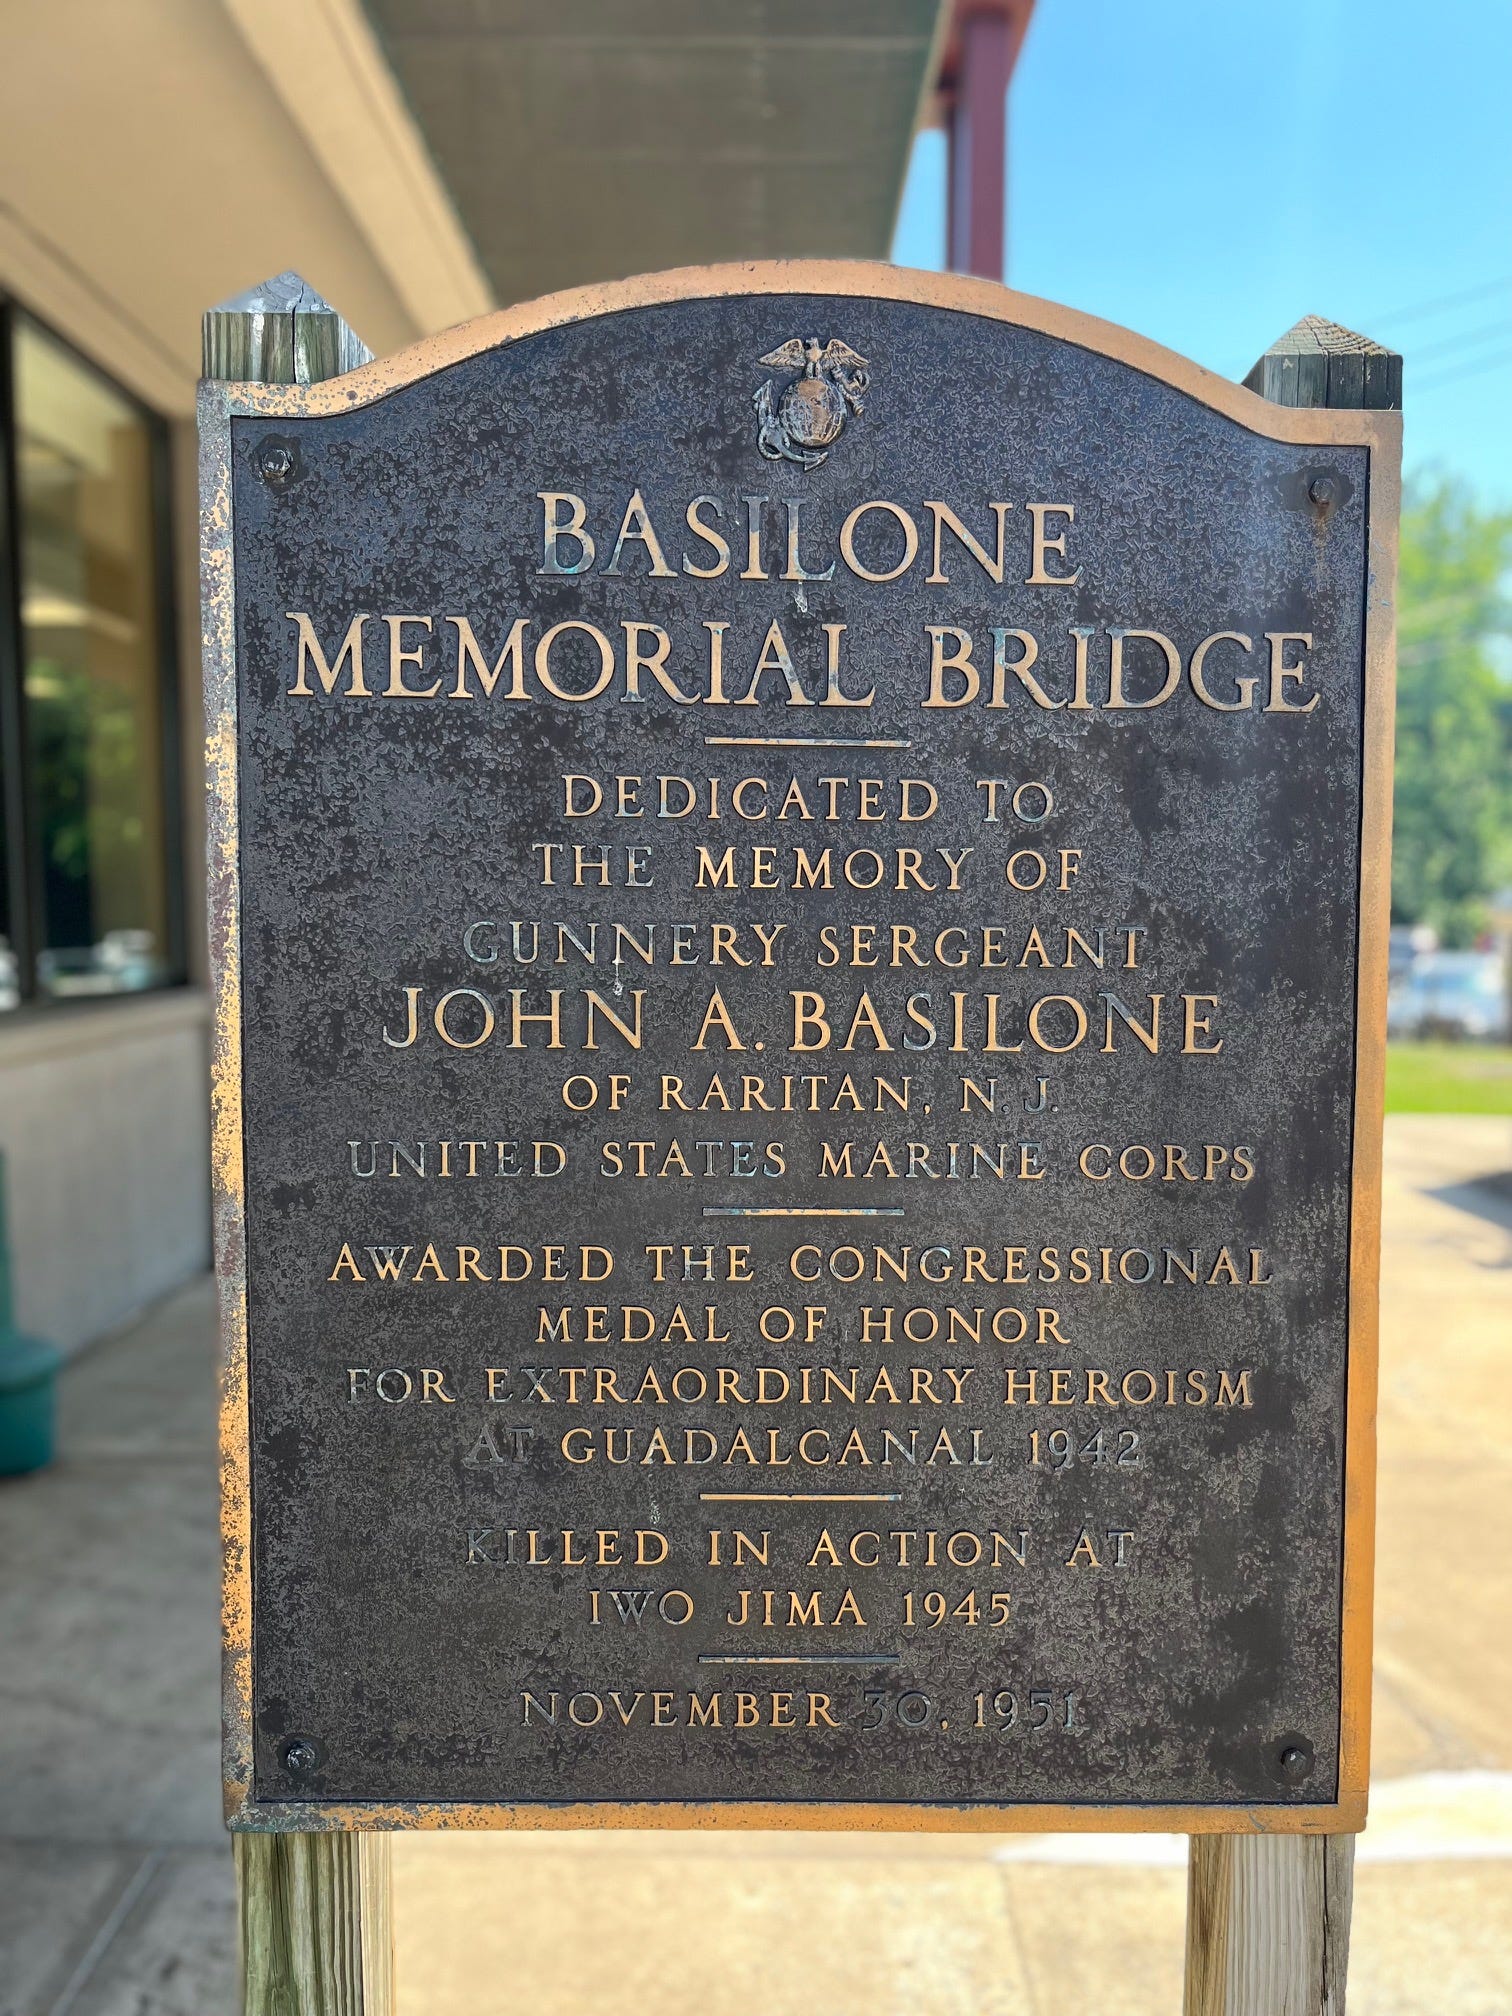 BASILONE
MEMORIAL BRIDGE
DEDICATED TO
THE MEMORY OF
GUNNERY SERGEANT
JOHN A. BASILONE
OF RARITAN, N. J.
UNITED STATES MARINE CORPS
AWARDED THE CONGRESSIONAL
MEDAL OF HONOR
FOR EXTRAORDINARY HEROISM
AT GUADALCANAL 1942
KILLED IN ACTION AT
IWO JIMA 1945
NOVEMBER 30, 1951